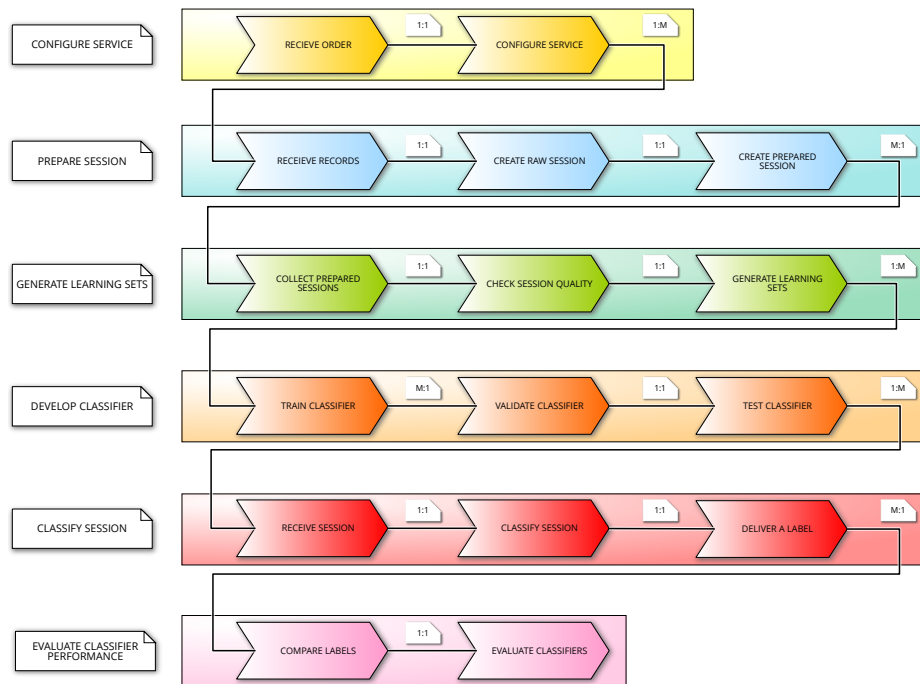 CONFIGURE SERVICE
RECIEVE ORDER
1:1
CONFIGURE SERVICE
1:M
PREPARE SESSION
RECEIEVE RECORDS
1:1
CREATE RAW SESSION
1:1
CREATE PREPARED
SESSION
M:1
GENERATE LEARNING SETS
COLLECT PREPARED
SESSIONS
1:1
CHECK SESSION QUALITY
1:1
GENERATE LEARNING
SETS
1:M
DEVELOP CLASSIFIER
TRAIN CLASSIFIER
M:1
VALIDATE CLASSIFIER
1:1
TEST CLASSIFIER
1:M
CLASSIFY SESSION
RECEIVE SESSION
1:1
CLASSIFY SESSION
1:1
DELIVER A LABEL
M:1
EVALUATE CLASSIFIER
PERFORMANCE
COMPARE LABELS
1:1
EVALUATE CLASSIFIERS